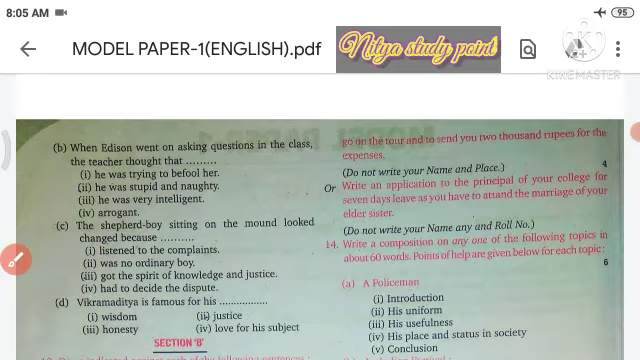 8:05 AM
95
MODEL PAPER-1(ENGLISH).pdf
Nitya study point
KINEMASTER
(b) When Edison went on asking questions in the class,
the teacher thought that .........
(i) he was trying to befool her.
(ii) he was stupid and naughty.
(iii) he was very intelligent.
(iv) arrogant.
(c) The shepherd-boy sitting on the mound looked
changed because ..........
(i) listened to the complaints.
(ii) was no ordinary boy.
(iii) got the spirit of knowledge and justice.
(iv) had to decide the dispute.
(d) Vikramaditya is famous for his ................
(i) wisdom (ii) justice
(iii) honesty (iv) love for his subject
SECTION 'B'
go on the tour and to send you two thousand rupees for the
expenses.
(Do not write your Name and Place.) 4
Or Write an application to the principal of your college for
seven days leave as you have to attend the marriage of your
elder sister.
(Do not write your Name any and Roll No.)
14. Write a composition on any one of the following topics in
about 60 words. Points of help are given below for each topic:
6
(a) A Policeman
(i) Introduction
(ii) His uniform
(iii) His usefulness
(iv) His place and status in society
(v) Conclusion